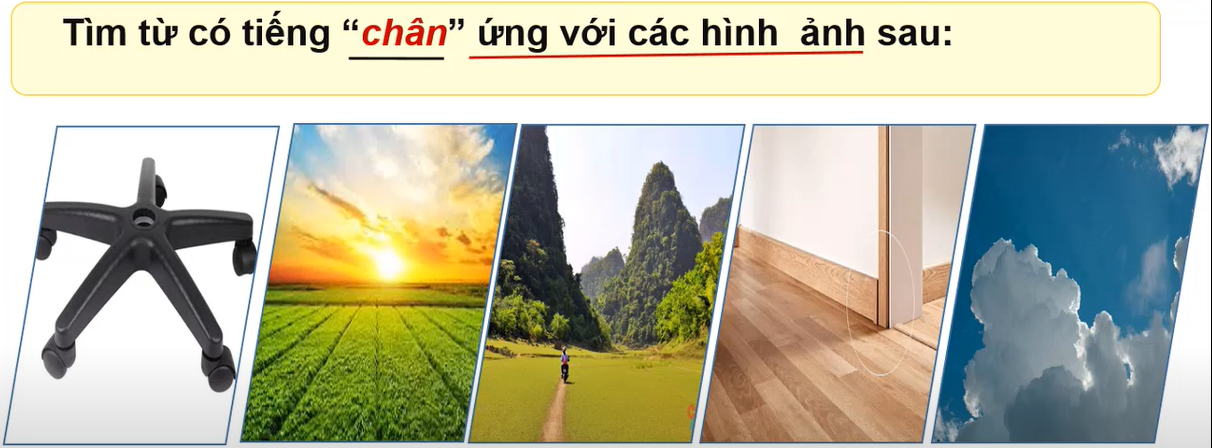 Tìm từ có tiếng “chân” ứng với các hình ảnh sau: